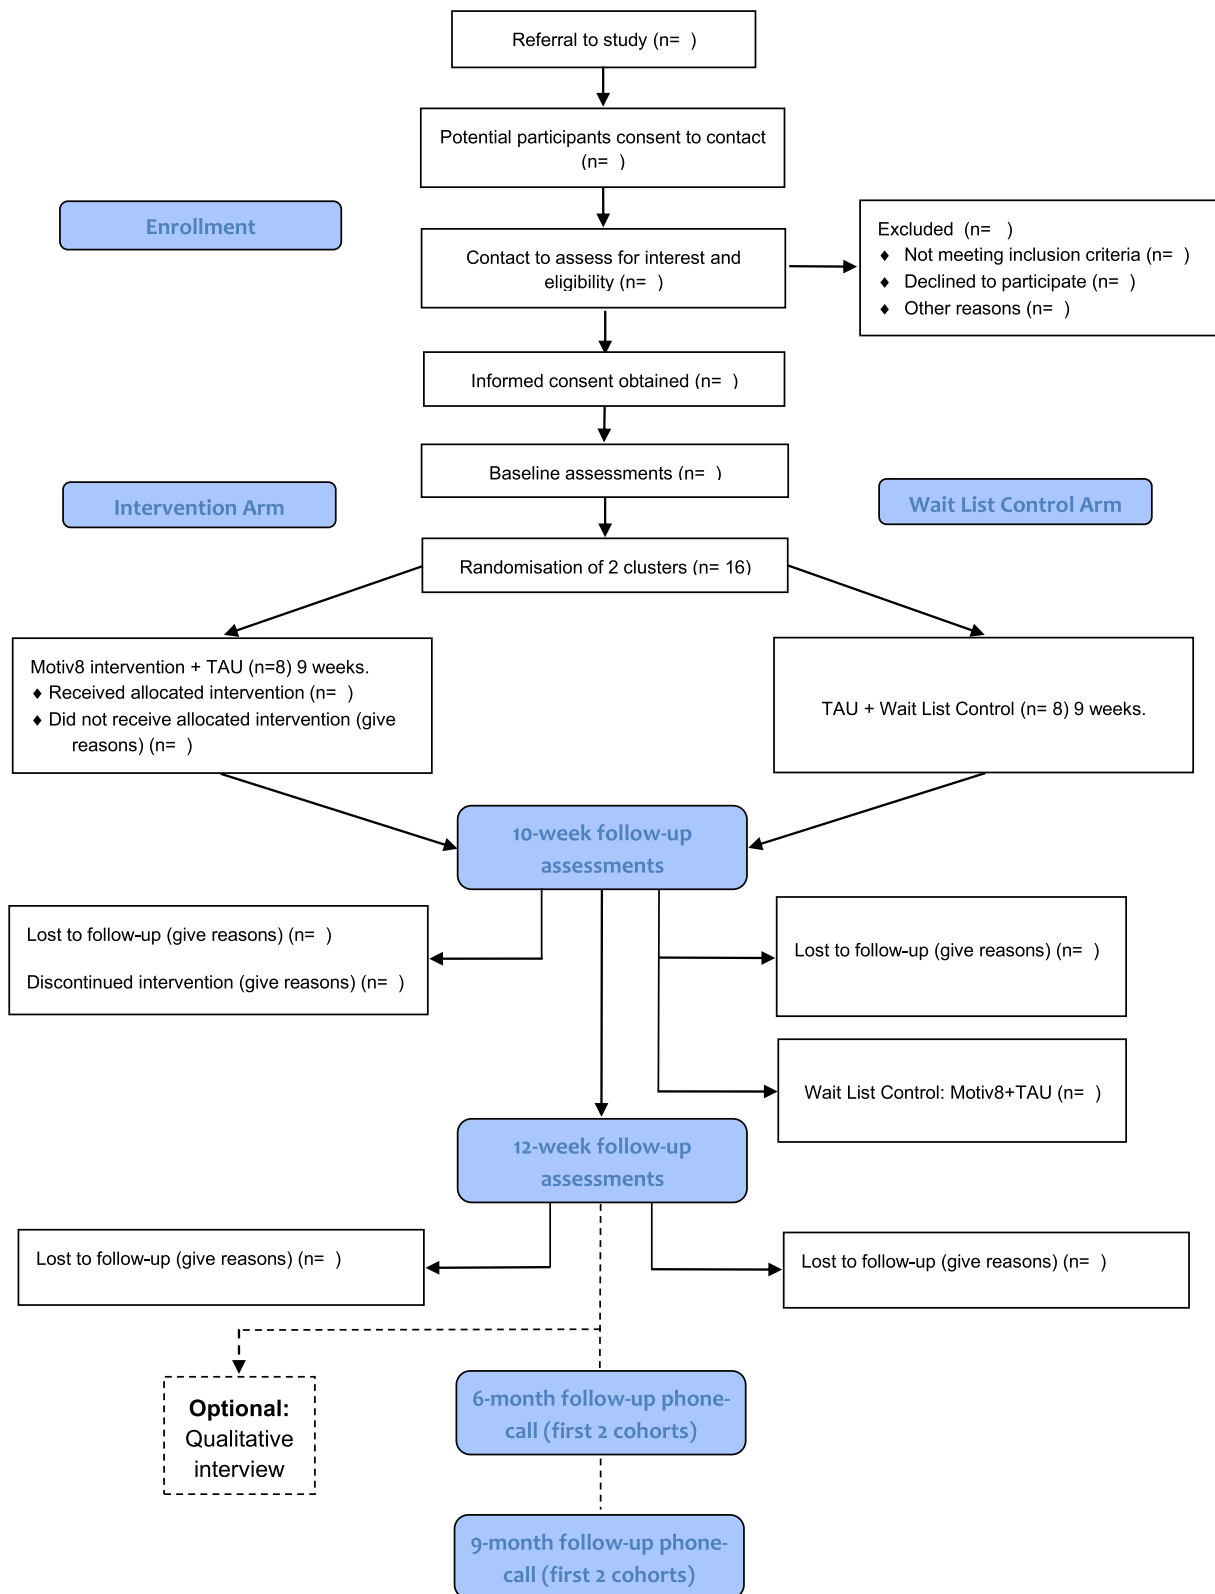 Referral to study (n=  )
Potential participants consent to contact
(n=  )
Enrollment
Excluded  (n=   )
♦ Not meeting inclusion criteria (n=  )
♦ Declined to participate (n=  )
♦ Other reasons (n=  )
Contact to assess for interest and
eligibility (n=  )
Informed consent obtained (n=  )
Baseline assessments (n=  )
Intervention Arm
Wait List Control Arm
Randomisation of 2 clusters (n= 16)
Motiv8 intervention + TAU (n=8) 9 weeks.
♦ Received allocated intervention (n=  )
♦ Did not receive allocated intervention (give
reasons) (n=  )
TAU + Wait List Control (n= 8) 9 weeks.
10-week follow-up
assessments
Lost to follow-up (give reasons) (n=  )
Discontinued intervention (give reasons) (n=  )
Lost to follow-up (give reasons) (n=  )
Wait List Control: Motiv8+TAU (n=  )
12-week follow-up
assessments
Lost to follow-up (give reasons) (n=  )
Lost to follow-up (give reasons) (n=  )
Optional:
Qualitative
interview
6-month follow-up phone-
call (first 2 cohorts)
9-month follow-up phone-
call (first 2 cohorts)